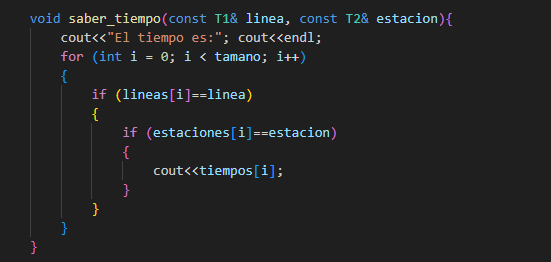 void saber_tiempo(const T1& linea, const T2& estacion){
    cout<<"El tiempo es:"; cout<<endl;
    for (int i = 0; i < tamano; i++)
    {
        if (lineas[i]==linea)
        {
            if (estaciones[i]==estacion)
            {
                cout<<tiempos[i];
            }
        }
    }
}